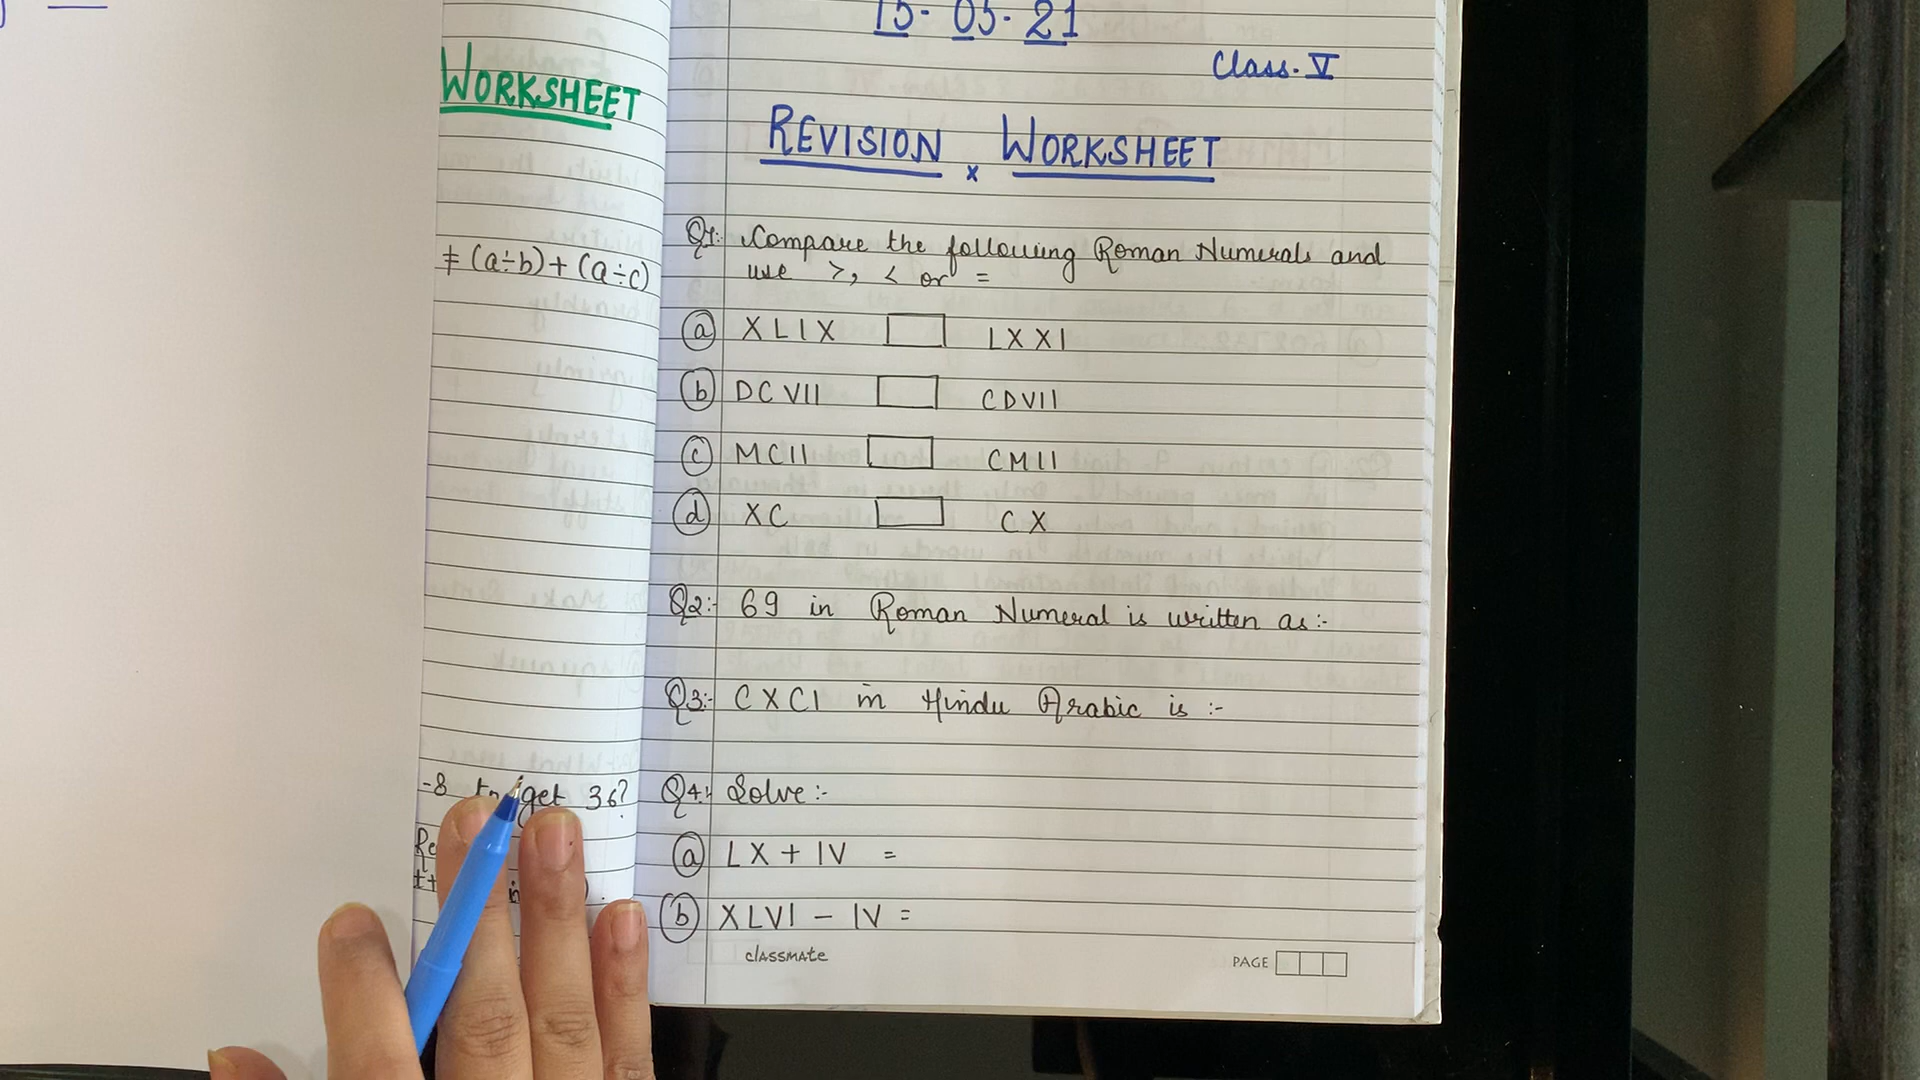 WORKSHEET
≠ (a÷b) + (a÷c)
-8 to get 36?
15-05-21
Class-V
REVISION WORKSHEET
Q1:- Compare the following Roman Numerals and
use >, < or =
(a) XLIX LXXI
(b) DCVII CDVII
(c) MCII CMII
(d) XC CX
Q2:- 69 in Roman Numeral is written as:-
Q3:- CXCI in Hindu Arabic is :-
Q4:- Solve :-
(a) LX + IV =
(b) XLVI - IV =
classmate
PAGE